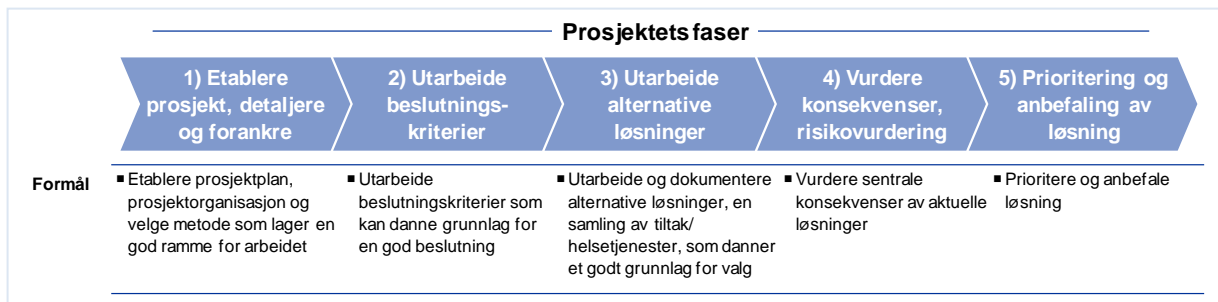 Prosjektets faser
1) Etablere
prosjekt, detaljere
og forankre
2) Utarbeide
beslutnings-
kriterier
3) Utarbeide
alternative
løsninger
4) Vurdere
konsekvenser,
risikovurdering
5) Prioritering og
anbefaling av
løsning
Formål
▪ Etablere prosjektplan,
prosjektorganisasjon og
velge metode som lager en
god ramme for arbeidet
▪ Utarbeide
beslutningskriterier som
kan danne grunnlag for
en god beslutning
▪ Utarbeide og dokumentere
alternative løsninger, en
samling av tiltak/
helsetjenester, som danner
et godt grunnlag for valg
▪ Vurdere sentrale
konsekvenser av aktuelle
løsninger
▪ Prioritere og anbefale
løsning